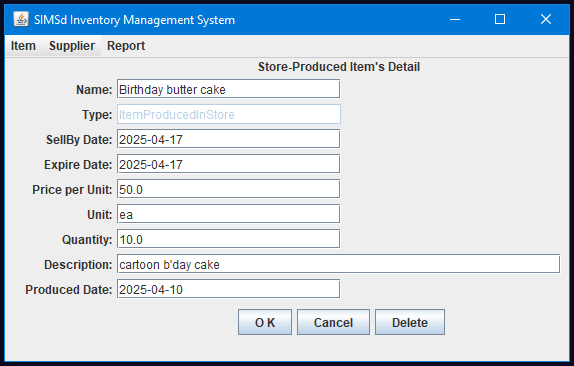 SIMSd Inventory Management System
Item Supplier Report
Store-Produced Item's Detail
Name: Birthday butter cake
Type: ItemProducedInStore
SellBy Date: 2025-04-17
Expire Date: 2025-04-17
Price per Unit: 50.0
Unit: ea
Quantity: 10.0
Description: cartoon b'day cake
Produced Date: 2025-04-10
O K Cancel Delete